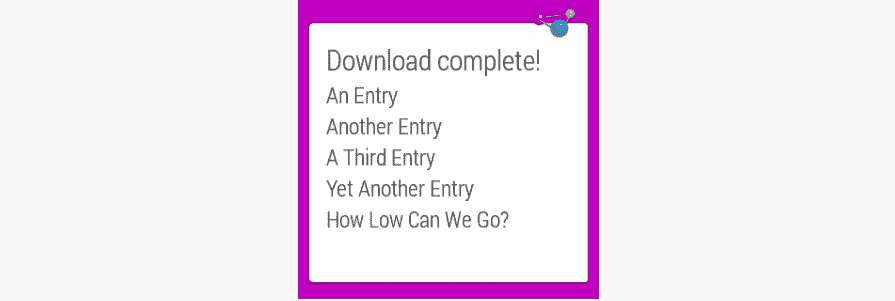 Download complete!
An Entry
Another Entry
A Third Entry
Yet Another Entry
How Low Can We Go?